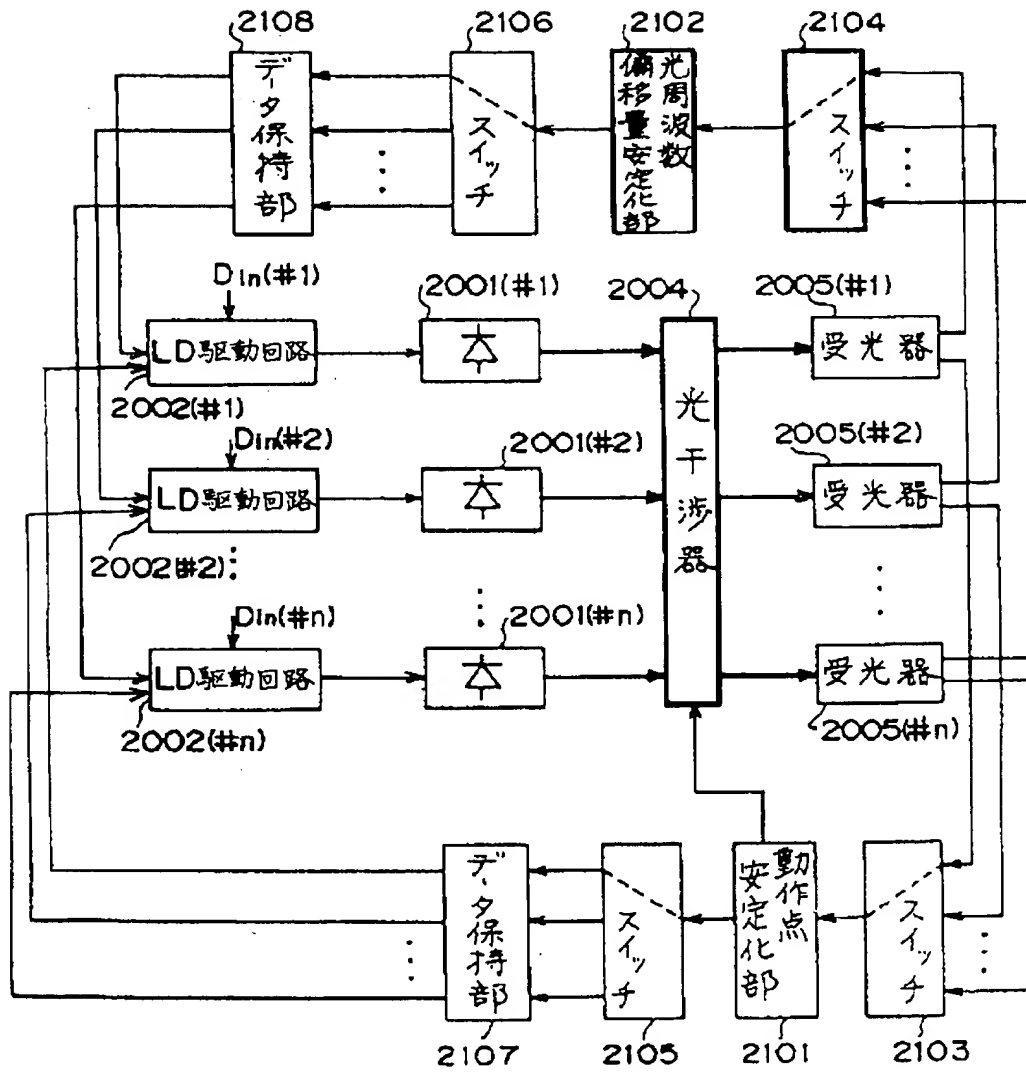 2108
2106
2102
2104
データ保持部
スイッチ
光周波数
偏移量安定化部
スイッチ
Din(#1)
2001(#1)
2004
2005(#1)
LD駆動回路
光干渉器
受光器
2002(#1)
Din(#2)
2001(#2)
2005(#2)
LD駆動回路
受光器
2002(#2)
Din(#n)
2001(#n)
LD駆動回路
受光器
2002(#n)
2005(#n)
データ保持部
スイッチ
動作点
安定化部
スイッチ
2107
2105
2101
2103